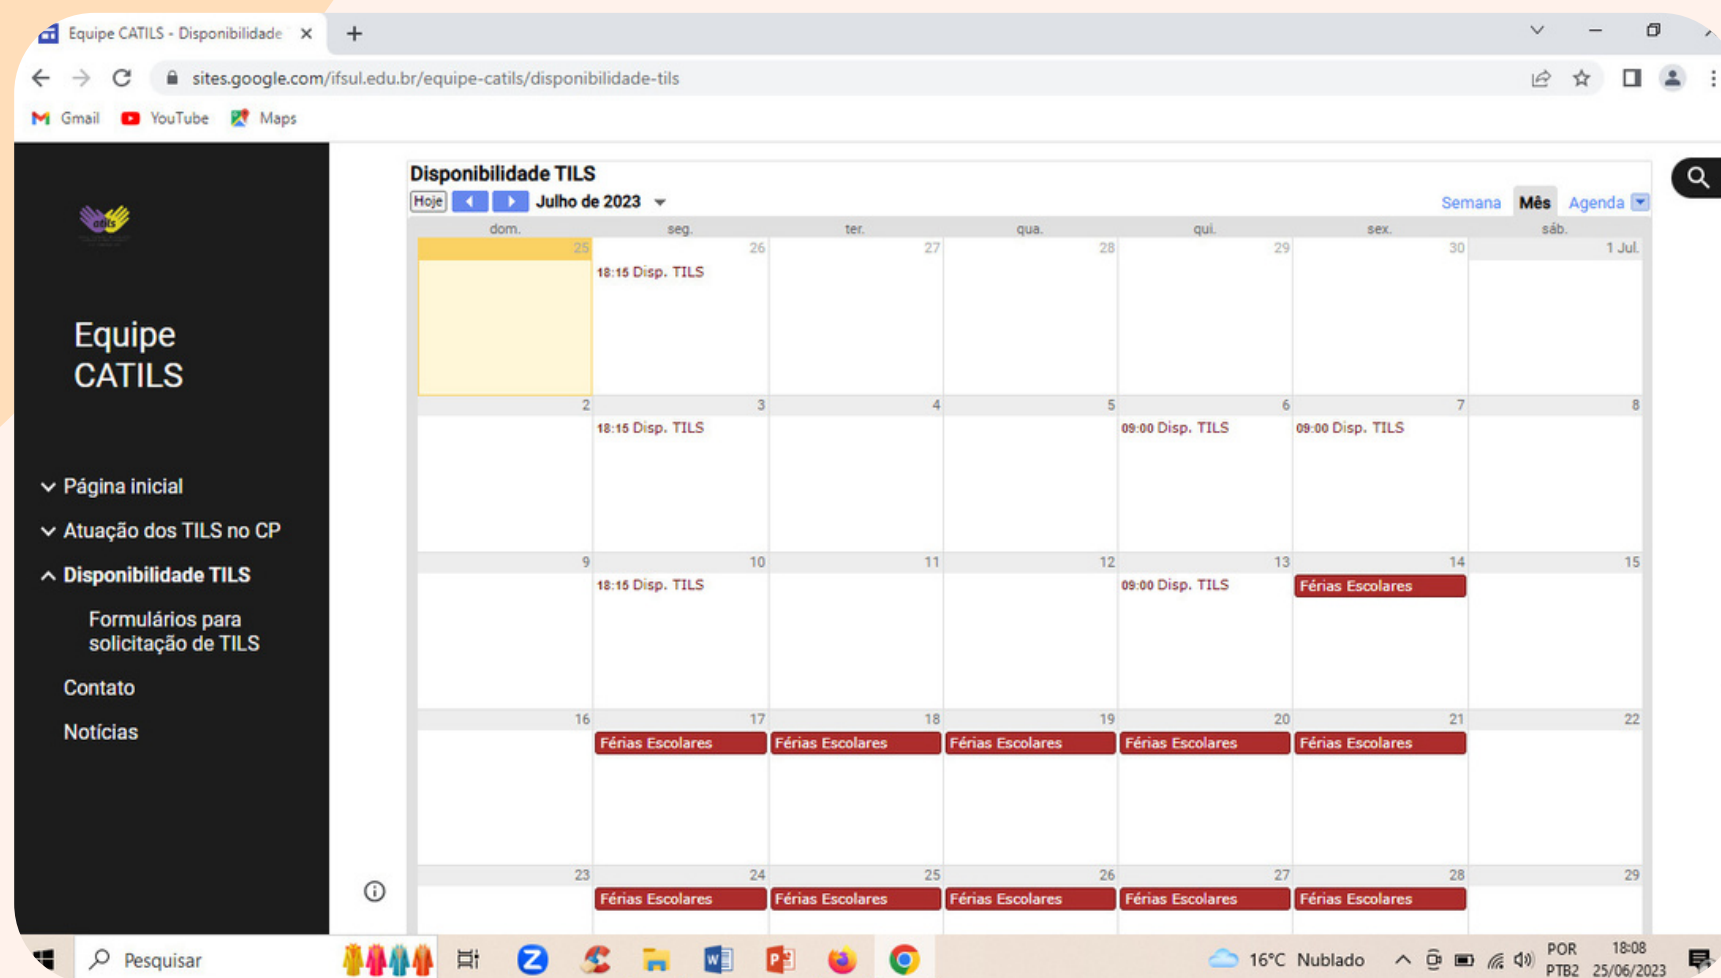 Equipe CATILS - Disponibilidade
sites.google.com/ifsul.edu.br/equipe-catils/disponibilidade-tils
Gmail YouTube Maps
catils
Equipe
CATILS
Página inicial
Atuação dos TILS no CP
Disponibilidade TILS
Formulários para
solicitação de TILS
Contato
Notícias
Disponibilidade TILS
Hoje Julho de 2023 Semana Mês Agenda
dom. seg. ter. qua. qui. sex. sáb.
25 26 27 28 29 30 1 Jul.
18:15 Disp. TILS
2 3 4 5 6 7 8
18:15 Disp. TILS 09:00 Disp. TILS 09:00 Disp. TILS
9 10 11 12 13 14 15
18:15 Disp. TILS 09:00 Disp. TILS Férias Escolares
16 17 18 19 20 21 22
Férias Escolares Férias Escolares Férias Escolares Férias Escolares Férias Escolares
23 24 25 26 27 28 29
Férias Escolares Férias Escolares Férias Escolares Férias Escolares Férias Escolares
Pesquisar 16°C Nublado POR 18:08
PTB2 25/06/2023